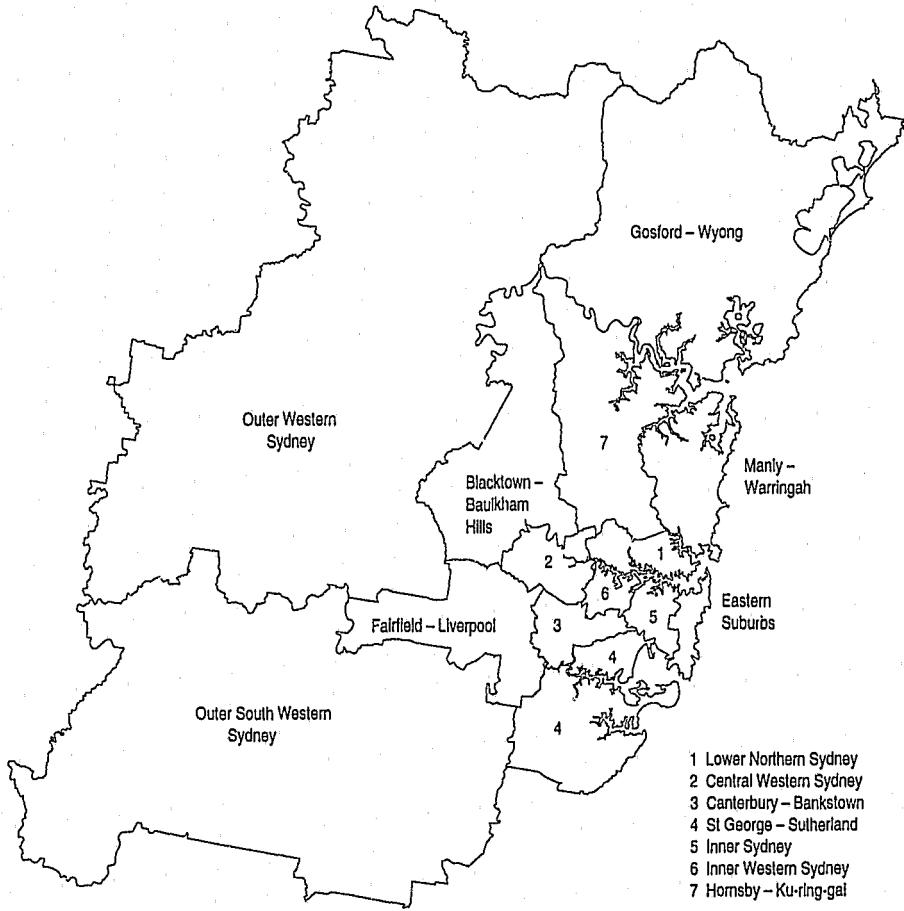 Gosford – Wyong
Outer Western
Sydney
7
Blacktown –
Baulkham
Hills
Manly –
Warringah
2
1
6
5
Eastern
Suburbs
Fairfield – Liverpool
3
4
Outer South Western
Sydney
4
1 Lower Northern Sydney
2 Central Western Sydney
3 Canterbury – Bankstown
4 St George – Sutherland
5 Inner Sydney
6 Inner Western Sydney
7 Hornsby – Ku-ring-gai